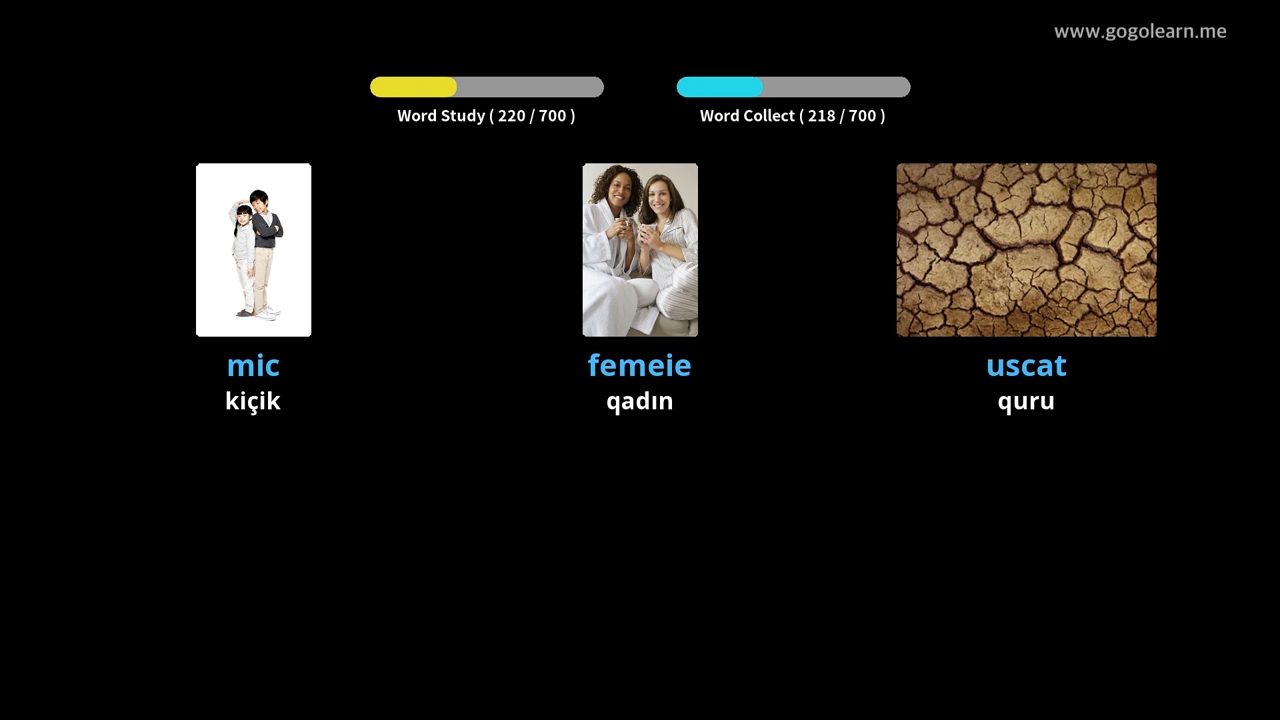 www.gogolearn.me
Word Study ( 220 / 700 )
Word Collect ( 218 / 700 )
mic
kiçik
femeie
qadın
uscat
quru